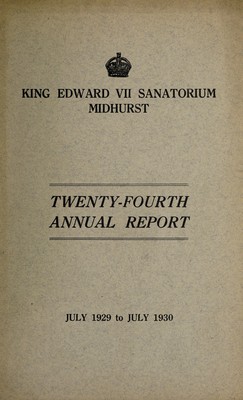 KING EDWARD VII SANATORIUM
MIDHURST
TWENTY-FOURTH
ANNUAL REPORT
JULY 1929 to JULY 1930